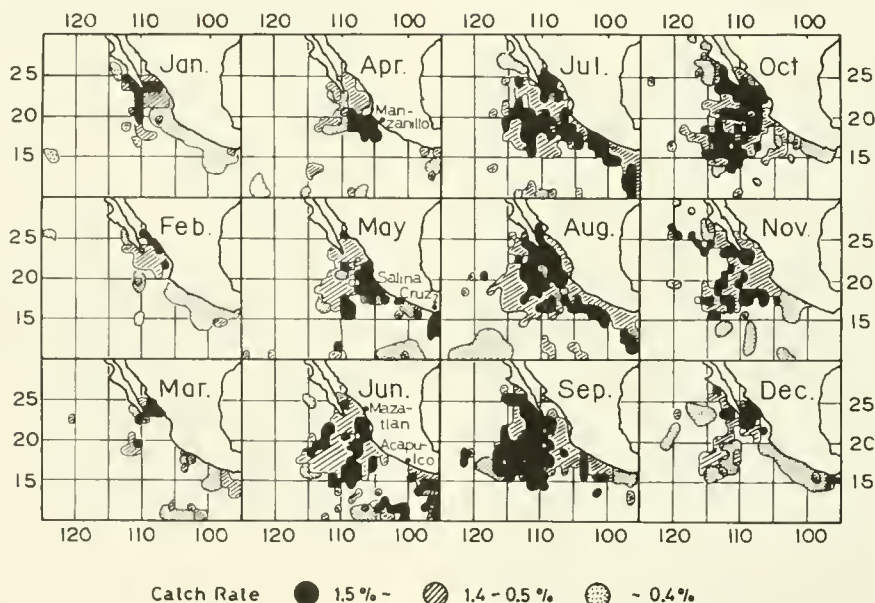 120 110 100 120 110 100 120 110 100 120 110 100
25 Jan. Apr. Jul. Oct 25
20 Man- 20
zanillo
15 15
Feb. May Aug. Nov.
25 25
20 Salina 20
Cruz
15 15
Mar. Jun. Sep. Dec.
25 Maza- 25
tlan
20 Acapu- 20
lco
15 15
120 110 100 120 110 100 120 110 100 120 110 100
Catch Rate 1.5 % ~ 1.4 - 0.5 % ~ 0.4 %